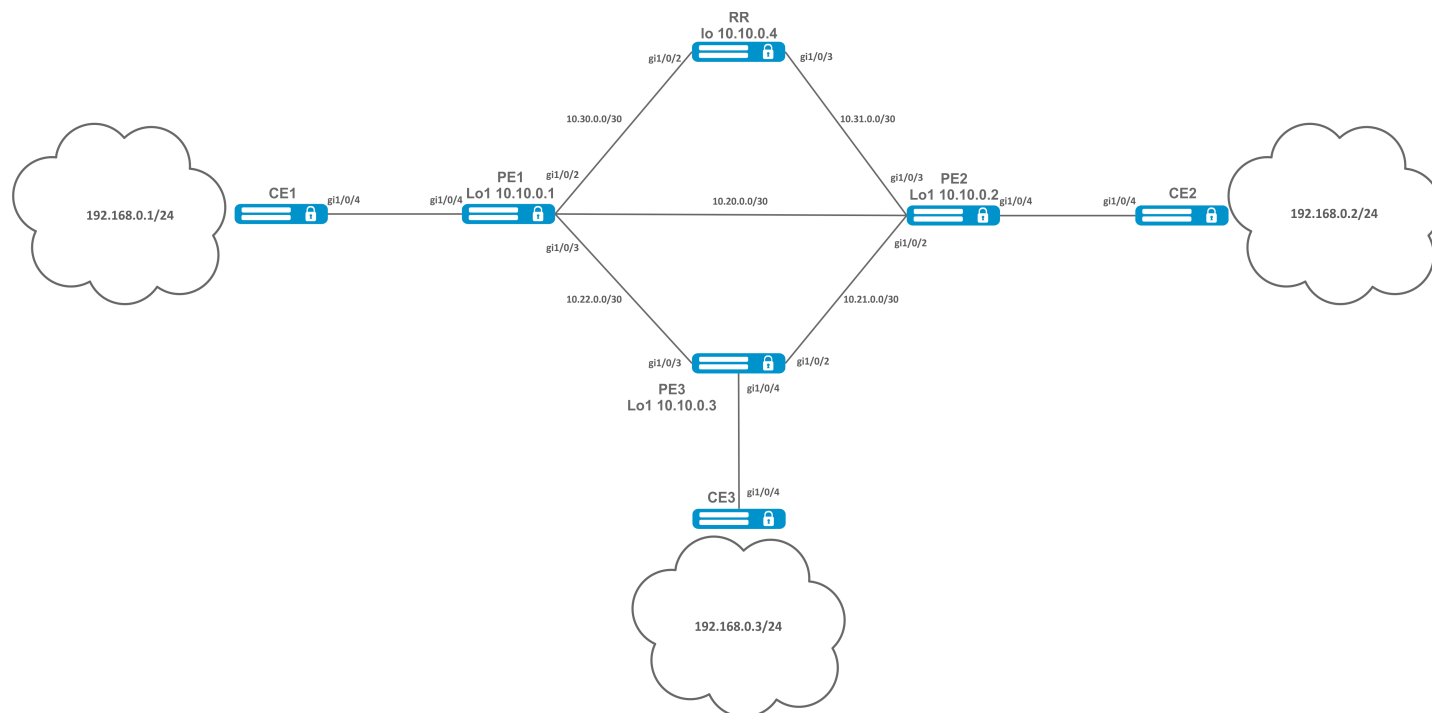 RR
lo 10.10.0.4
gi1/0/2
gi1/0/3
10.30.0.0/30
10.31.0.0/30
gi1/0/2
gi1/0/3
PE1
Lo1 10.10.0.1
PE2
Lo1 10.10.0.2
CE1
CE2
gi1/0/4
gi1/0/4
gi1/0/4
gi1/0/4
10.20.0.0/30
192.168.0.1/24
192.168.0.2/24
gi1/0/3
gi1/0/2
10.22.0.0/30
10.21.0.0/30
gi1/0/3
gi1/0/2
PE3
Lo1 10.10.0.3
gi1/0/4
CE3
gi1/0/4
192.168.0.3/24